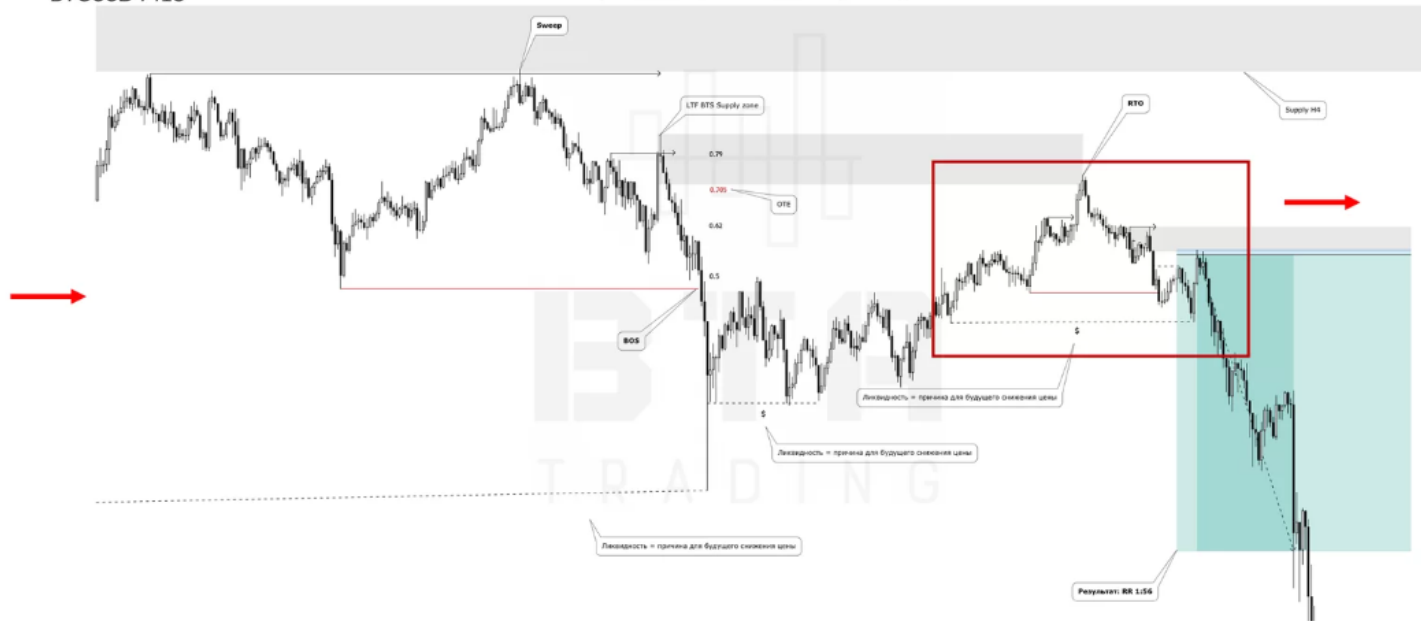 Sweep
LTF BTS Supply zone
RTO
Supply H4
0.79
0.705
OTE
0.62
0.5
BOS
$
Ликвидность = причина для будущего снижения цены
$
Ликвидность = причина для будущего снижения цены
BTA
TRADING
Ликвидность = причина для будущего снижения цены
Результат: RR 1:56